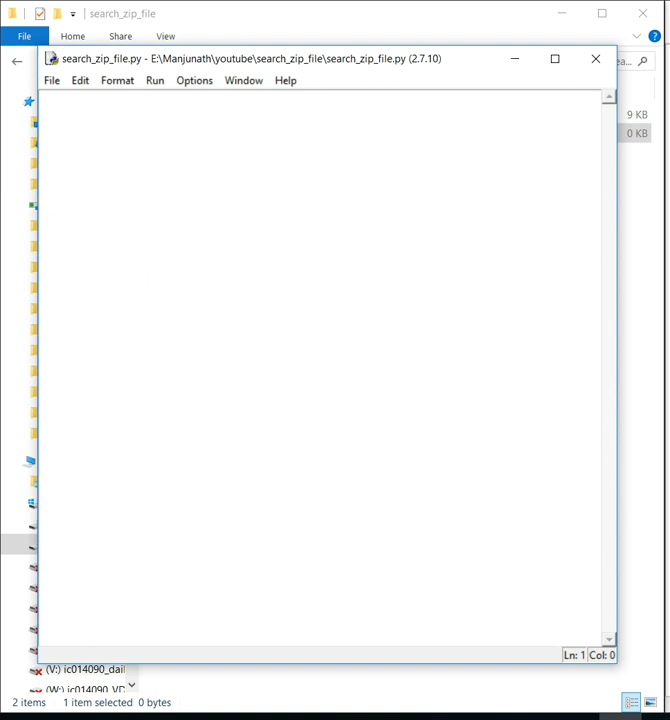 search_zip_file
File Home Share View
search_zip_file.py - E:\Manjunath\youtube\search_zip_file\search_zip_file.py (2.7.10)
File Edit Format Run Options Window Help
9 KB
0 KB
Ln: 1 Col: 0
(V:) ic014090_dail
(W:) ic014090_VD
2 items 1 item selected 0 bytes